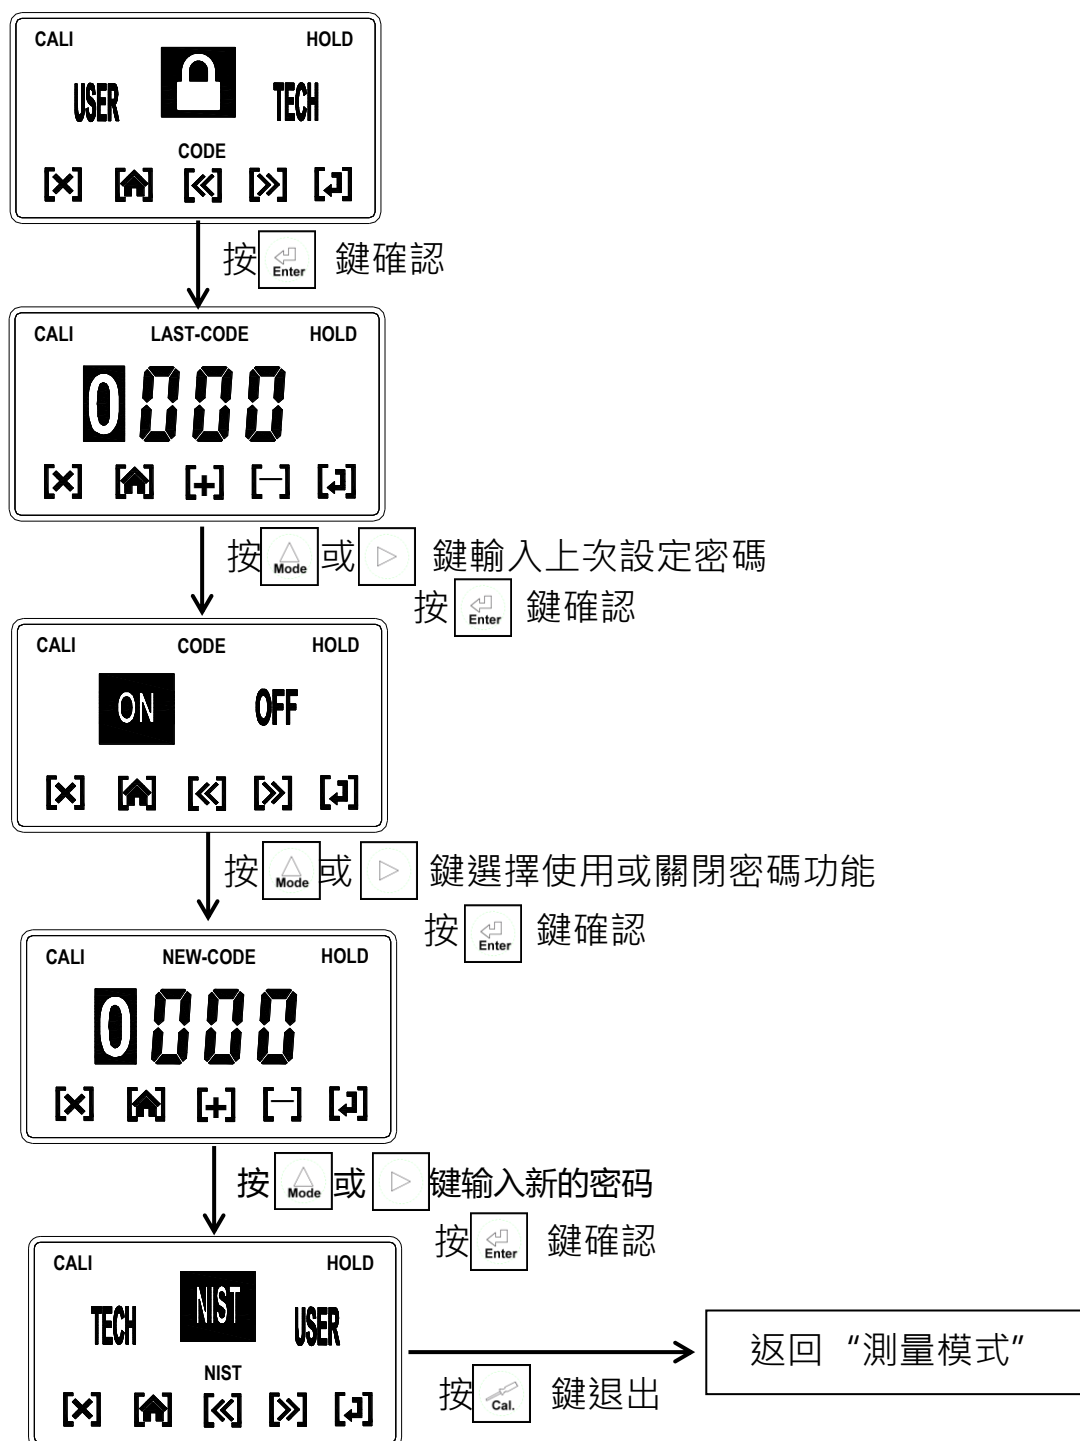 CALI HOLD
USER TECH
CODE
[×] [«] [»] [↲]
按 Enter 鍵確認
CALI LAST-CODE HOLD
0000
[×] [+] [−] [↲]
按 Mode 或 ▷ 鍵輸入上次設定密碼
按 Enter 鍵確認
CALI CODE HOLD
ON OFF
[×] [«] [»] [↲]
按 Mode 或 ▷ 鍵選擇使用或關閉密碼功能
按 Enter 鍵確認
CALI NEW-CODE HOLD
0000
[×] [+] [−] [↲]
按 Mode 或 ▷ 键输入新的密码
按 Enter 鍵確認
CALI HOLD
TECH NIST USER
NIST
[×] [«] [»] [↲]
按 Cal. 鍵退出
返回 “測量模式”